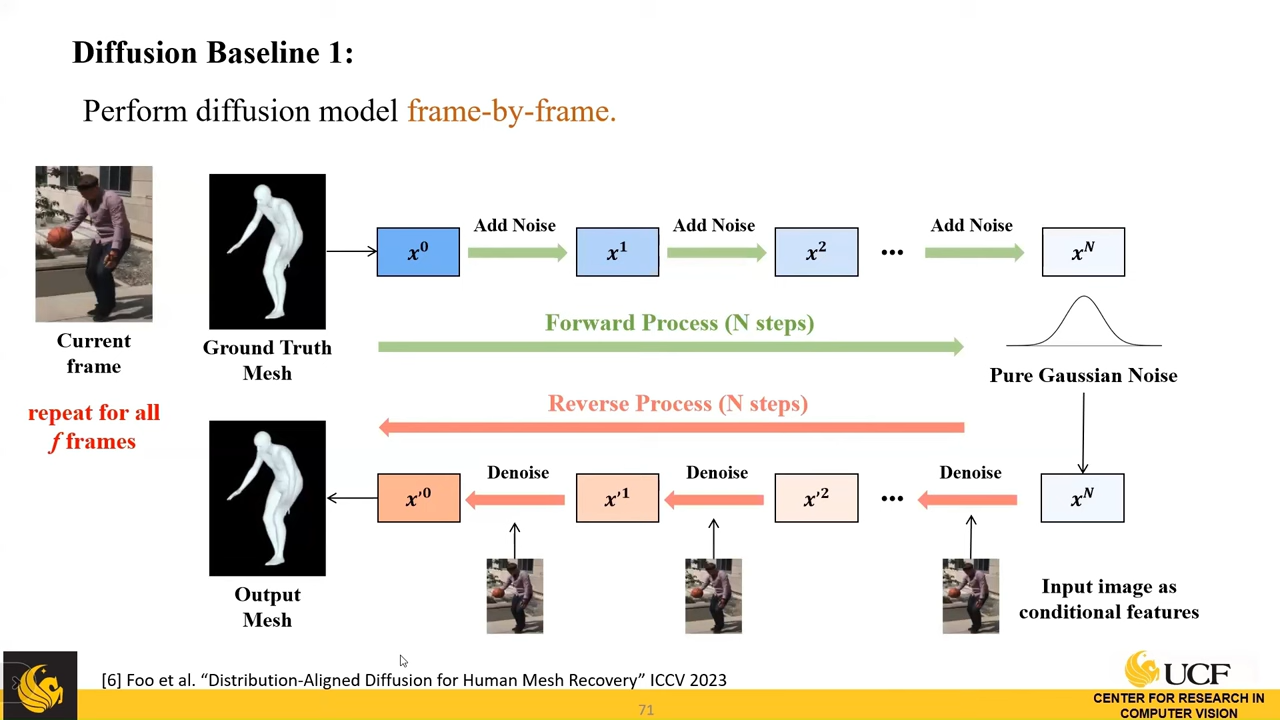 Diffusion Baseline 1:
Perform diffusion model frame-by-frame.
Current
frame
repeat for all
f frames
Ground Truth
Mesh
x⁰
Add Noise
x¹
Add Noise
x²
...
Add Noise
xᴺ
Forward Process (N steps)
Pure Gaussian Noise
Reverse Process (N steps)
Output
Mesh
x′⁰
Denoise
x′¹
Denoise
x′²
...
Denoise
xᴺ
Input image as
conditional features
[6] Foo et al. “Distribution-Aligned Diffusion for Human Mesh Recovery” ICCV 2023
71
UCF
CENTER FOR RESEARCH IN
COMPUTER VISION